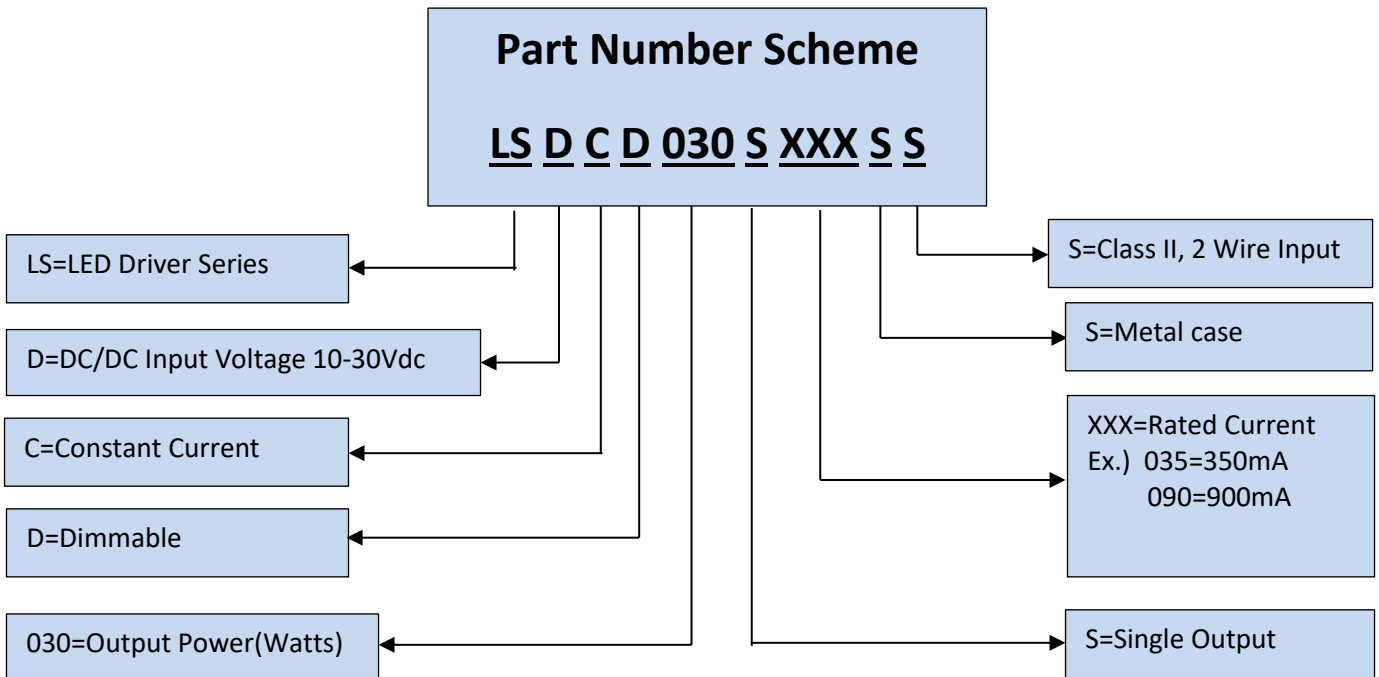 Part Number Scheme
LS D C D 030 S XXX S S
LS=LED Driver Series
D=DC/DC Input Voltage 10-30Vdc
C=Constant Current
D=Dimmable
030=Output Power(Watts)
S=Class II, 2 Wire Input
S=Metal case
XXX=Rated Current
Ex.) 035=350mA
090=900mA
S=Single Output